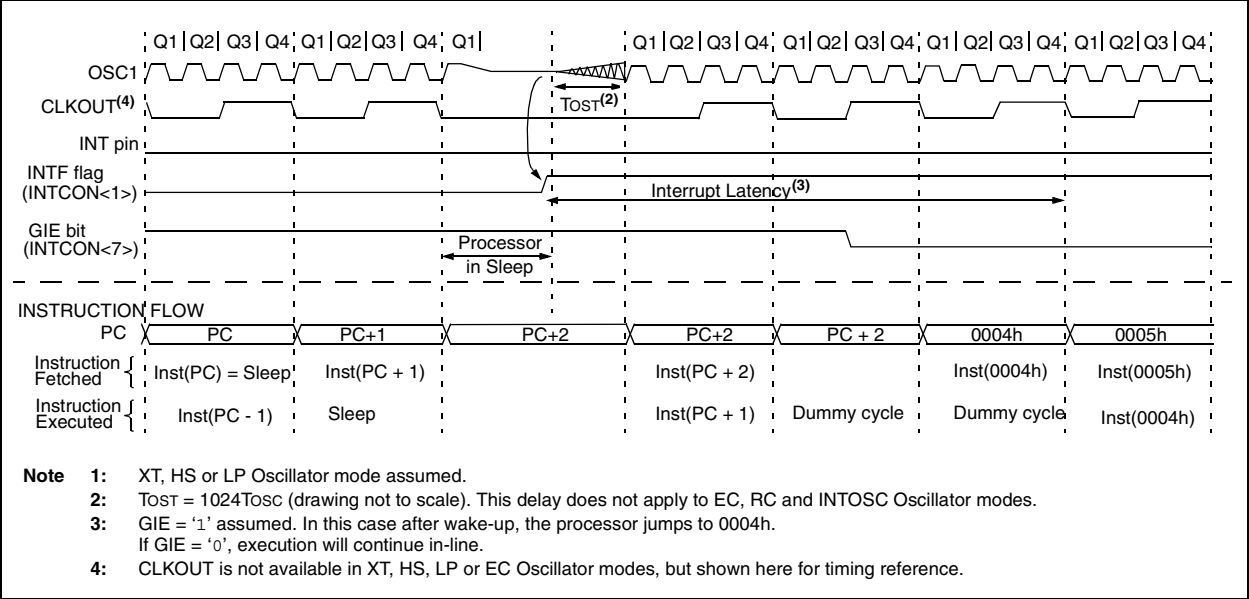 Q1 Q2 Q3 Q4 Q1 Q2 Q3 Q4 Q1 Q1 Q2 Q3 Q4 Q1 Q2 Q3 Q4 Q1 Q2 Q3 Q4 Q1 Q2 Q3 Q4
OSC1
CLKOUT(4)
TOST(2)
INT pin
INTF flag
(INTCON<1>)
Interrupt Latency(3)
GIE bit
(INTCON<7>)
Processor
in Sleep
INSTRUCTION FLOW
PC PC PC+1 PC+2 PC+2 PC + 2 0004h 0005h
Instruction
Fetched
Inst(PC) = Sleep Inst(PC + 1) Inst(PC + 2) Inst(0004h) Inst(0005h)
Instruction
Executed
Inst(PC - 1) Sleep Inst(PC + 1) Dummy cycle Dummy cycle Inst(0004h)
Note 1: XT, HS or LP Oscillator mode assumed.
2: TOST = 1024TOSC (drawing not to scale). This delay does not apply to EC, RC and INTOSC Oscillator modes.
3: GIE = ‘1’ assumed. In this case after wake-up, the processor jumps to 0004h.
If GIE = ‘0’, execution will continue in-line.
4: CLKOUT is not available in XT, HS, LP or EC Oscillator modes, but shown here for timing reference.